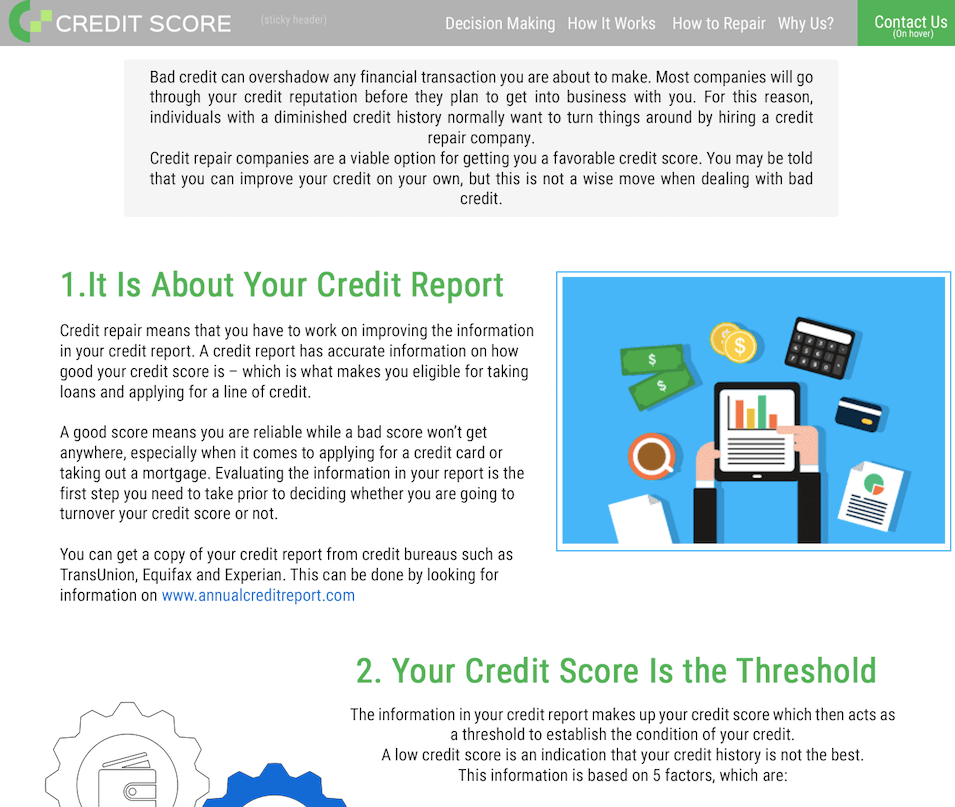 CREDIT SCORE
(sticky header)
Decision Making How It Works How to Repair Why Us?
Contact Us
(On hover)
Bad credit can overshadow any financial transaction you are about to make. Most companies will go
through your credit reputation before they plan to get into business with you. For this reason,
individuals with a diminished credit history normally want to turn things around by hiring a credit
repair company.
Credit repair companies are a viable option for getting you a favorable credit score. You may be told
that you can improve your credit on your own, but this is not a wise move when dealing with bad
credit.
1.It Is About Your Credit Report
Credit repair means that you have to work on improving the information
in your credit report. A credit report has accurate information on how
good your credit score is – which is what makes you eligible for taking
loans and applying for a line of credit.
A good score means you are reliable while a bad score won’t get
anywhere, especially when it comes to applying for a credit card or
taking out a mortgage. Evaluating the information in your report is the
first step you need to take prior to deciding whether you are going to
turnover your credit score or not.
You can get a copy of your credit report from credit bureaus such as
TransUnion, Equifax and Experian. This can be done by looking for
information on www.annualcreditreport.com
$
$
$
$
2. Your Credit Score Is the Threshold
The information in your credit report makes up your credit score which then acts as
a threshold to establish the condition of your credit.
A low credit score is an indication that your credit history is not the best.
This information is based on 5 factors, which are: